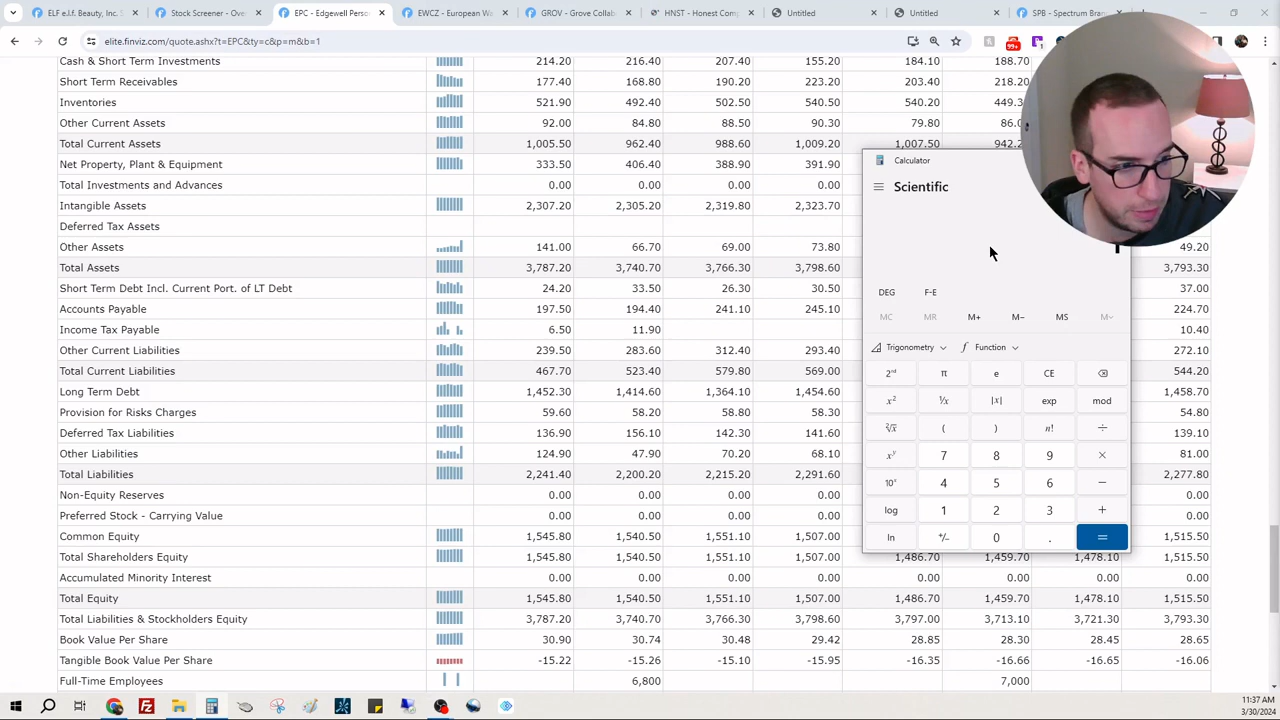 ELF e.l.f. Beauty, Inc. S
Stock Screener - Ove
EPC - Edgewell Perso
EWCZ - European Wa
GROV - Grove Collab
HNST - Honest Comp
Untitled
Untitled
SPB - Spectrum Bran
elite.finviz.com/quote.ashx?t=EPC&ty=c&p=m&b=1
99+
1
Cash & Short Term Investments 214.20 216.40 207.40 155.20 184.10 188.70
Short Term Receivables 177.40 168.80 190.20 223.20 203.40 218.20
Inventories 521.90 492.40 502.50 540.50 540.20 449.3
Other Current Assets 92.00 84.80 88.50 90.30 79.80 86.0
Total Current Assets 1,005.50 962.40 988.60 1,009.20 1,007.50 942.2
Net Property, Plant & Equipment 333.50 406.40 388.90 391.90
Total Investments and Advances 0.00 0.00 0.00 0.00
Intangible Assets 2,307.20 2,305.20 2,319.80 2,323.70
Deferred Tax Assets
Other Assets 141.00 66.70 69.00 73.80 49.20
Total Assets 3,787.20 3,740.70 3,766.30 3,798.60 3,793.30
Short Term Debt Incl. Current Port. of LT Debt 24.20 33.50 26.30 30.50 37.00
Accounts Payable 197.50 194.40 241.10 245.10 224.70
Income Tax Payable 6.50 11.90 10.40
Other Current Liabilities 239.50 283.60 312.40 293.40 272.10
Total Current Liabilities 467.70 523.40 579.80 569.00 544.20
Long Term Debt 1,452.30 1,414.60 1,364.10 1,454.60 1,458.70
Provision for Risks Charges 59.60 58.20 58.80 58.30 54.80
Deferred Tax Liabilities 136.90 156.10 142.30 141.60 139.10
Other Liabilities 124.90 47.90 70.20 68.10 81.00
Total Liabilities 2,241.40 2,200.20 2,215.20 2,291.60 2,277.80
Non-Equity Reserves 0.00 0.00 0.00 0.00 0.00
Preferred Stock - Carrying Value 0.00 0.00 0.00 0.00 0.00
Common Equity 1,545.80 1,540.50 1,551.10 1,507.00 1,515.50
Total Shareholders Equity 1,545.80 1,540.50 1,551.10 1,507.00 1,486.70 1,459.70 1,478.10 1,515.50
Accumulated Minority Interest 0.00 0.00 0.00 0.00 0.00 0.00 0.00 0.00
Total Equity 1,545.80 1,540.50 1,551.10 1,507.00 1,486.70 1,459.70 1,478.10 1,515.50
Total Liabilities & Stockholders Equity 3,787.20 3,740.70 3,766.30 3,798.60 3,797.00 3,713.10 3,721.30 3,793.30
Book Value Per Share 30.90 30.74 30.48 29.42 28.85 28.30 28.45 28.65
Tangible Book Value Per Share -15.22 -15.26 -15.10 -15.95 -16.35 -16.66 -16.65 -16.06
Full-Time Employees 6,800 7,000
Calculator
Scientific
DEG F-E
MC MR M+ M− MS M˅
Trigonometry Function
2ⁿᵈ π e CE
x² ¹⁄x |x| exp mod
²√x ( ) n! ÷
xʸ 7 8 9 ×
10ˣ 4 5 6 −
log 1 2 3 +
ln +/− 0 . =
11:37 AM
3/30/2024